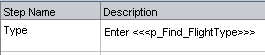 Step Name Description
Type Enter <<<p_Find_FlightType>>>